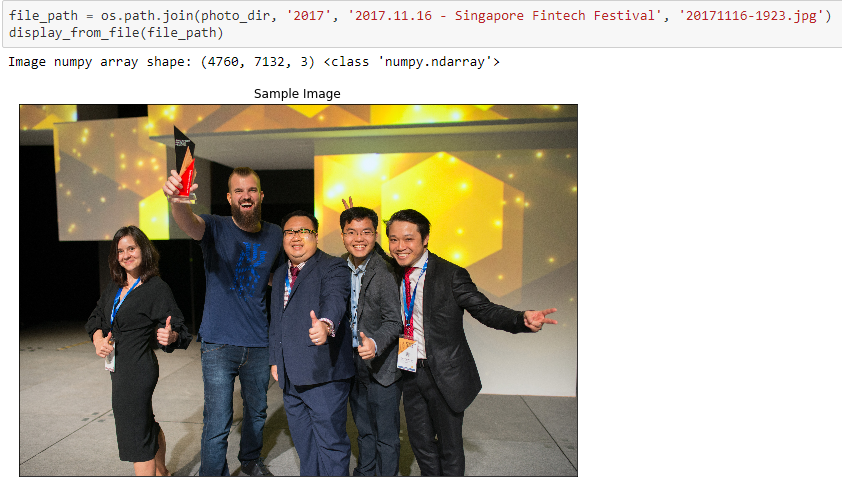 file_path = os.path.join(photo_dir, '2017', '2017.11.16 - Singapore Fintech Festival', '20171116-1923.jpg')
display_from_file(file_path)
Image numpy array shape: (4760, 7132, 3) <class 'numpy.ndarray'>
Sample Image